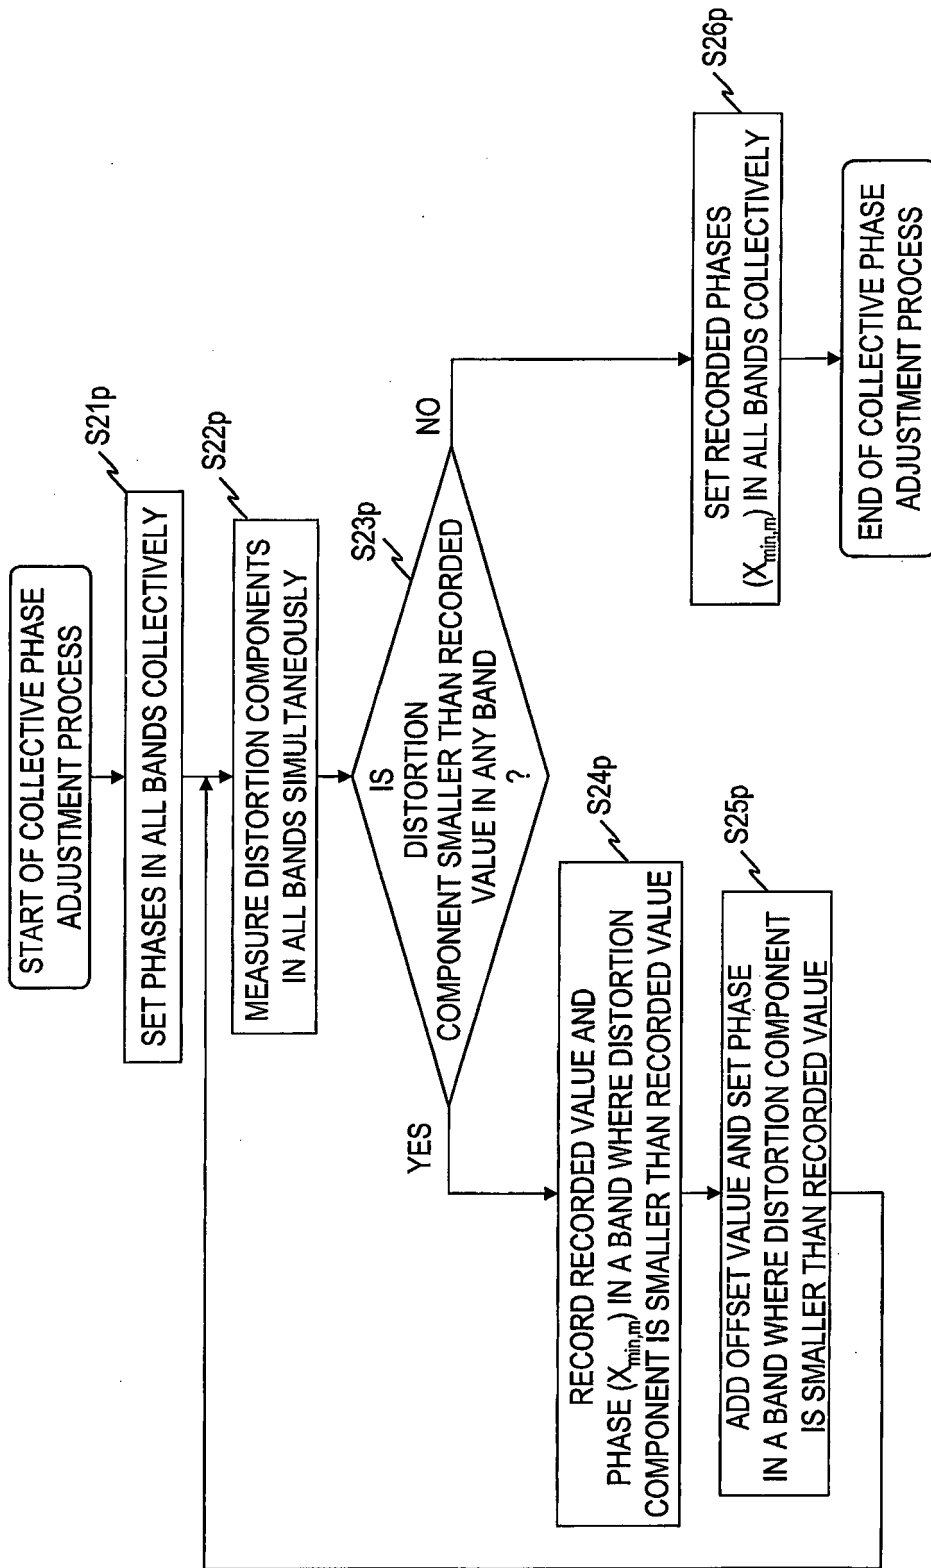 START OF COLLECTIVE PHASE
ADJUSTMENT PROCESS
SET PHASES IN ALL BANDS COLLECTIVELY
S21p
MEASURE DISTORTION COMPONENTS
IN ALL BANDS SIMULTANEOUSLY
S22p
IS
DISTORTION
COMPONENT SMALLER THAN RECORDED
VALUE IN ANY BAND
?
S23p
YES
NO
RECORD RECORDED VALUE AND
PHASE (Xmin,m) IN A BAND WHERE DISTORTION
COMPONENT IS SMALLER THAN RECORDED VALUE
S24p
ADD OFFSET VALUE AND SET PHASE
IN A BAND WHERE DISTORTION COMPONENT
IS SMALLER THAN RECORDED VALUE
S25p
SET RECORDED PHASES
(Xmin,m) IN ALL BANDS COLLECTIVELY
S26p
END OF COLLECTIVE PHASE
ADJUSTMENT PROCESS